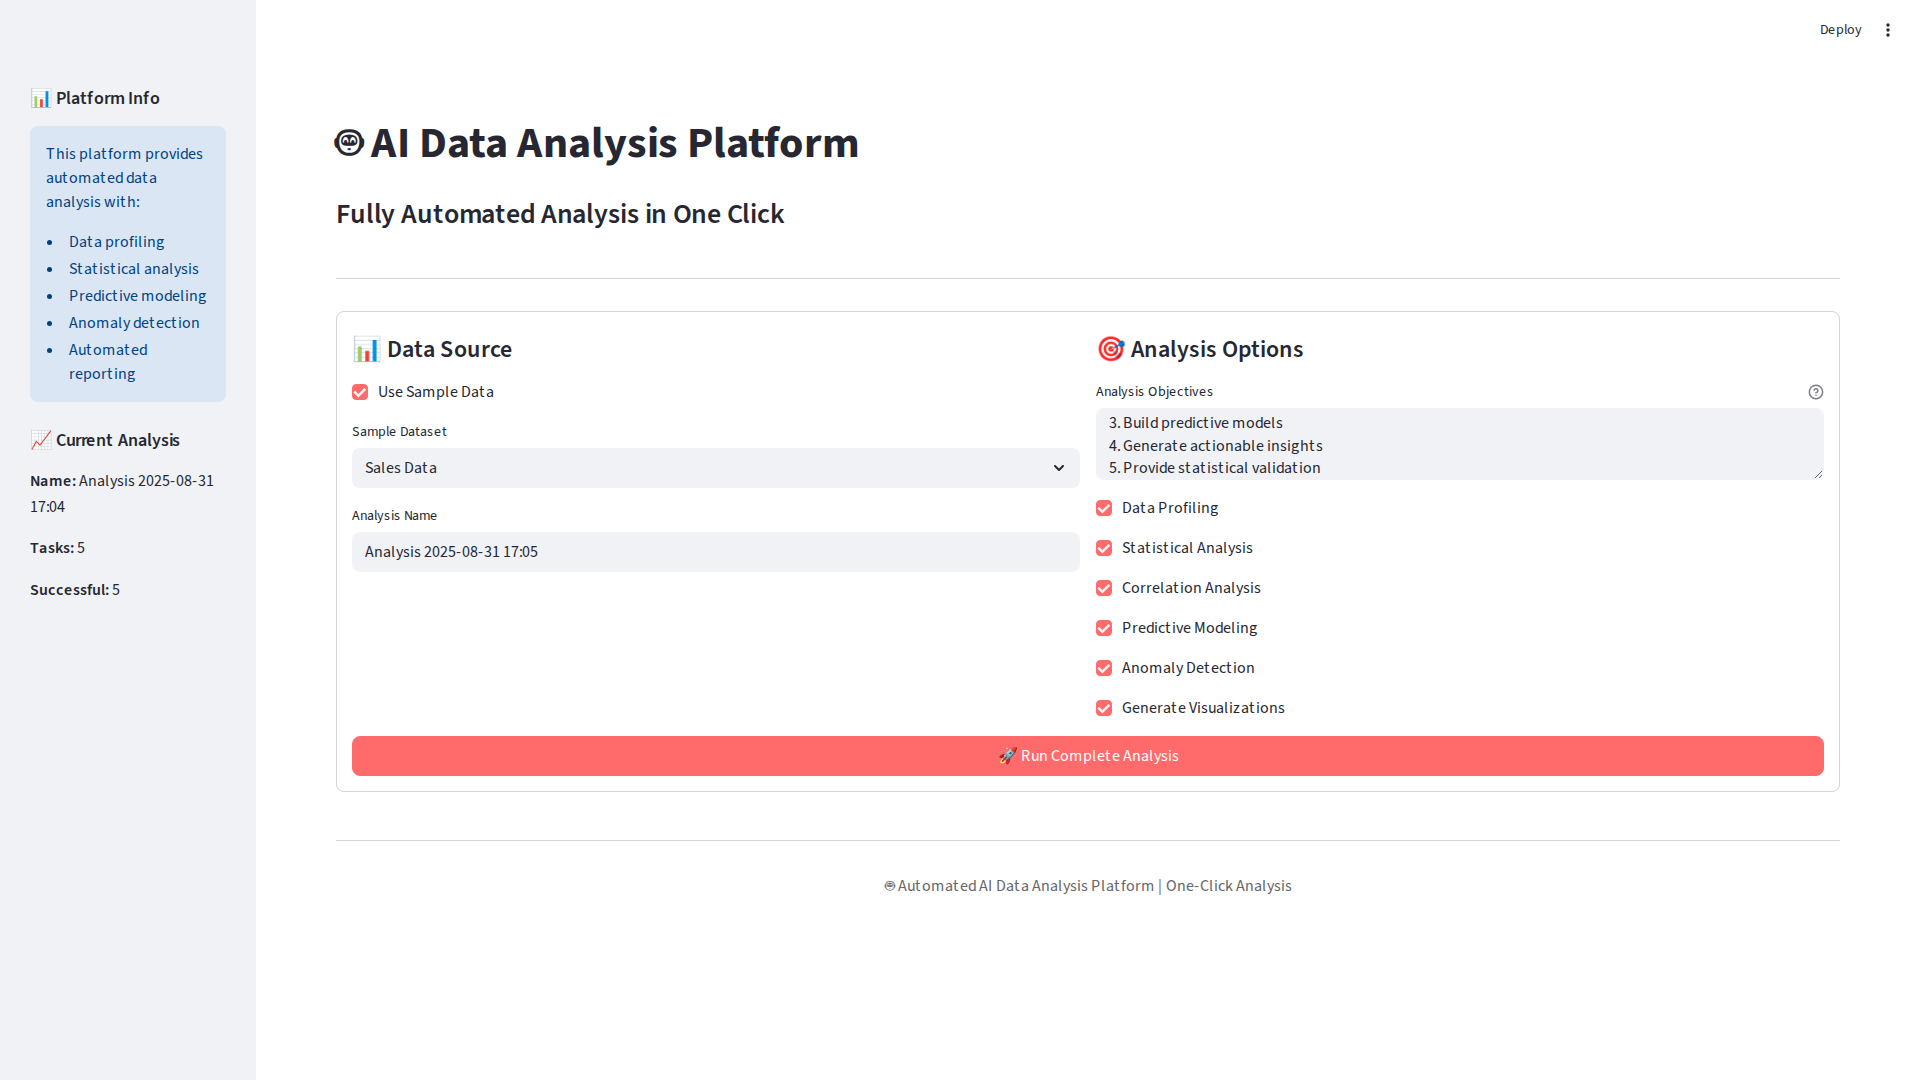 Deploy
📊 Platform Info
This platform provides
automated data
analysis with:
• Data profiling
• Statistical analysis
• Predictive modeling
• Anomaly detection
• Automated
reporting
📈 Current Analysis
Name: Analysis 2025-08-31
17:04
Tasks: 5
Successful: 5
AI Data Analysis Platform
Fully Automated Analysis in One Click
📊 Data Source
Use Sample Data
Sample Dataset
Sales Data
Analysis Name
Analysis 2025-08-31 17:05
🎯 Analysis Options
Analysis Objectives
3. Build predictive models
4. Generate actionable insights
5. Provide statistical validation
Data Profiling
Statistical Analysis
Correlation Analysis
Predictive Modeling
Anomaly Detection
Generate Visualizations
🚀 Run Complete Analysis
Automated AI Data Analysis Platform | One-Click Analysis